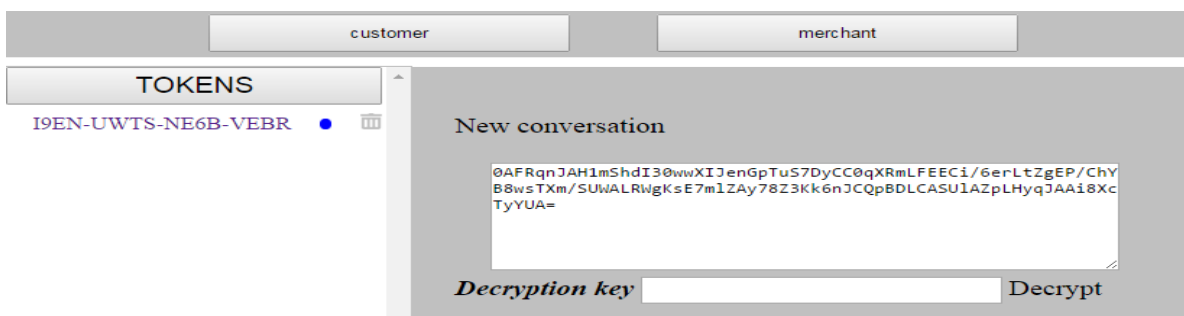 customer
merchant
TOKENS
I9EN-UWTS-NE6B-VEBR
New conversation
0AFRqnJAH1mShdI30wwXIJenGpTuS7DyCC0qXRmLFEECi/6erLtZgEP/ChY
B8wsTXm/SUWALRWgKsE7mlZAy78Z3Kk6nJCQpBDLCASUlAZpLHyqJAAi8Xc
TyYUA=
Decryption key
Decrypt